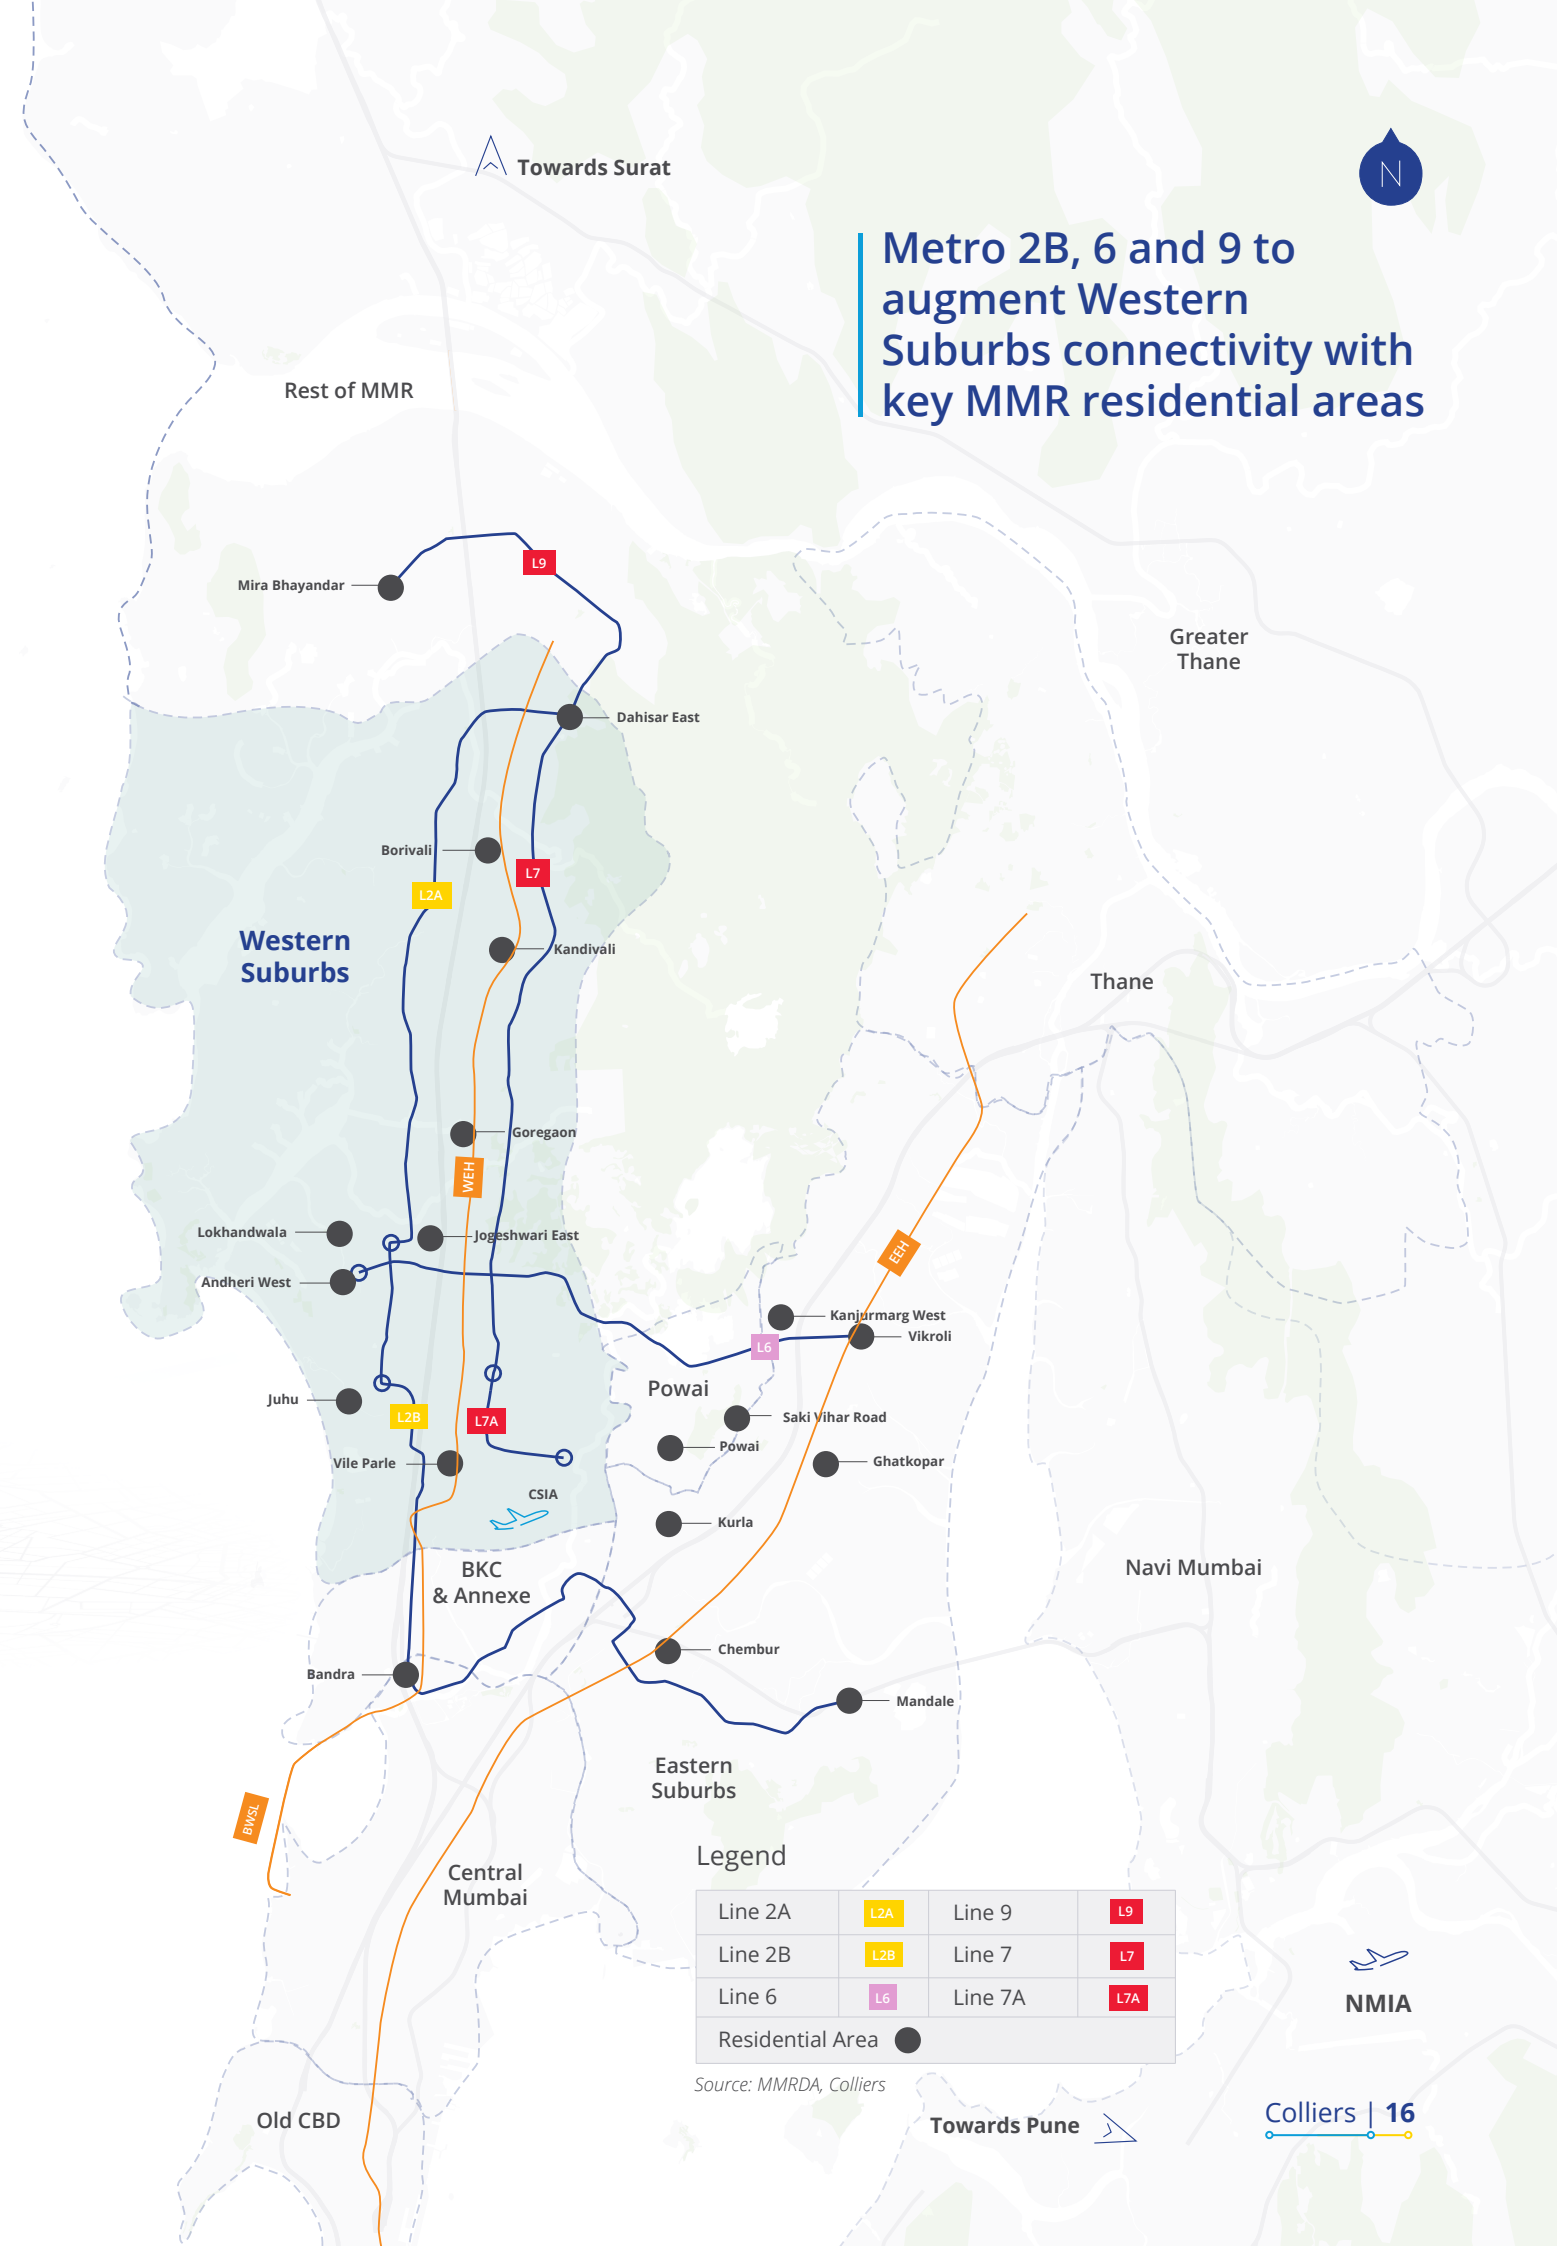 Towards Surat
N
Metro 2B, 6 and 9 to
augment Western
Suburbs connectivity with
key MMR residential areas
Rest of MMR
L9
Mira Bhayandar
Greater
Thane
Dahisar East
Borivali
L7
L2A
Western
Suburbs
Kandivali
Thane
Goregaon
WEH
Lokhandwala
Jogeshwari East
EEH
Andheri West
Kanjurmarg West
Vikroli
L6
Powai
Juhu
L2B
L7A
Saki Vihar Road
Powai
Vile Parle
Ghatkopar
CSIA
Kurla
BKC
& Annexe
Navi Mumbai
Chembur
Bandra
Mandale
Eastern
Suburbs
BWSL
Central
Mumbai
Legend
Line 2A
L2A
Line 9
L9
Line 2B
L2B
Line 7
L7
Line 6
L6
Line 7A
L7A
Residential Area
NMIA
Source: MMRDA, Colliers
Old CBD
Towards Pune
Colliers | 16